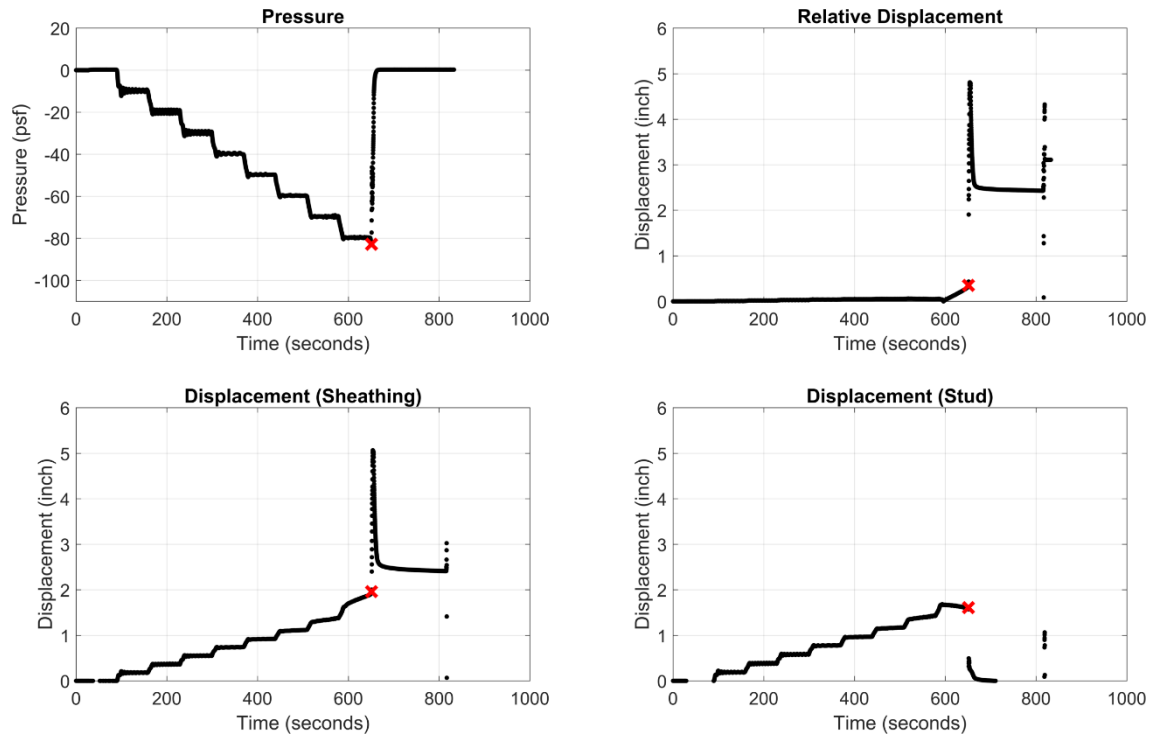 Pressure
20
0
-20
-40
-60
-80
-100
Pressure (psf)
0 200 400 600 800 1000
Time (seconds)
Relative Displacement
6
5
4
3
2
1
0
Displacement (inch)
0 200 400 600 800 1000
Time (seconds)
Displacement (Sheathing)
6
5
4
3
2
1
0
Displacement (inch)
0 200 400 600 800 1000
Time (seconds)
Displacement (Stud)
6
5
4
3
2
1
0
Displacement (inch)
0 200 400 600 800 1000
Time (seconds)